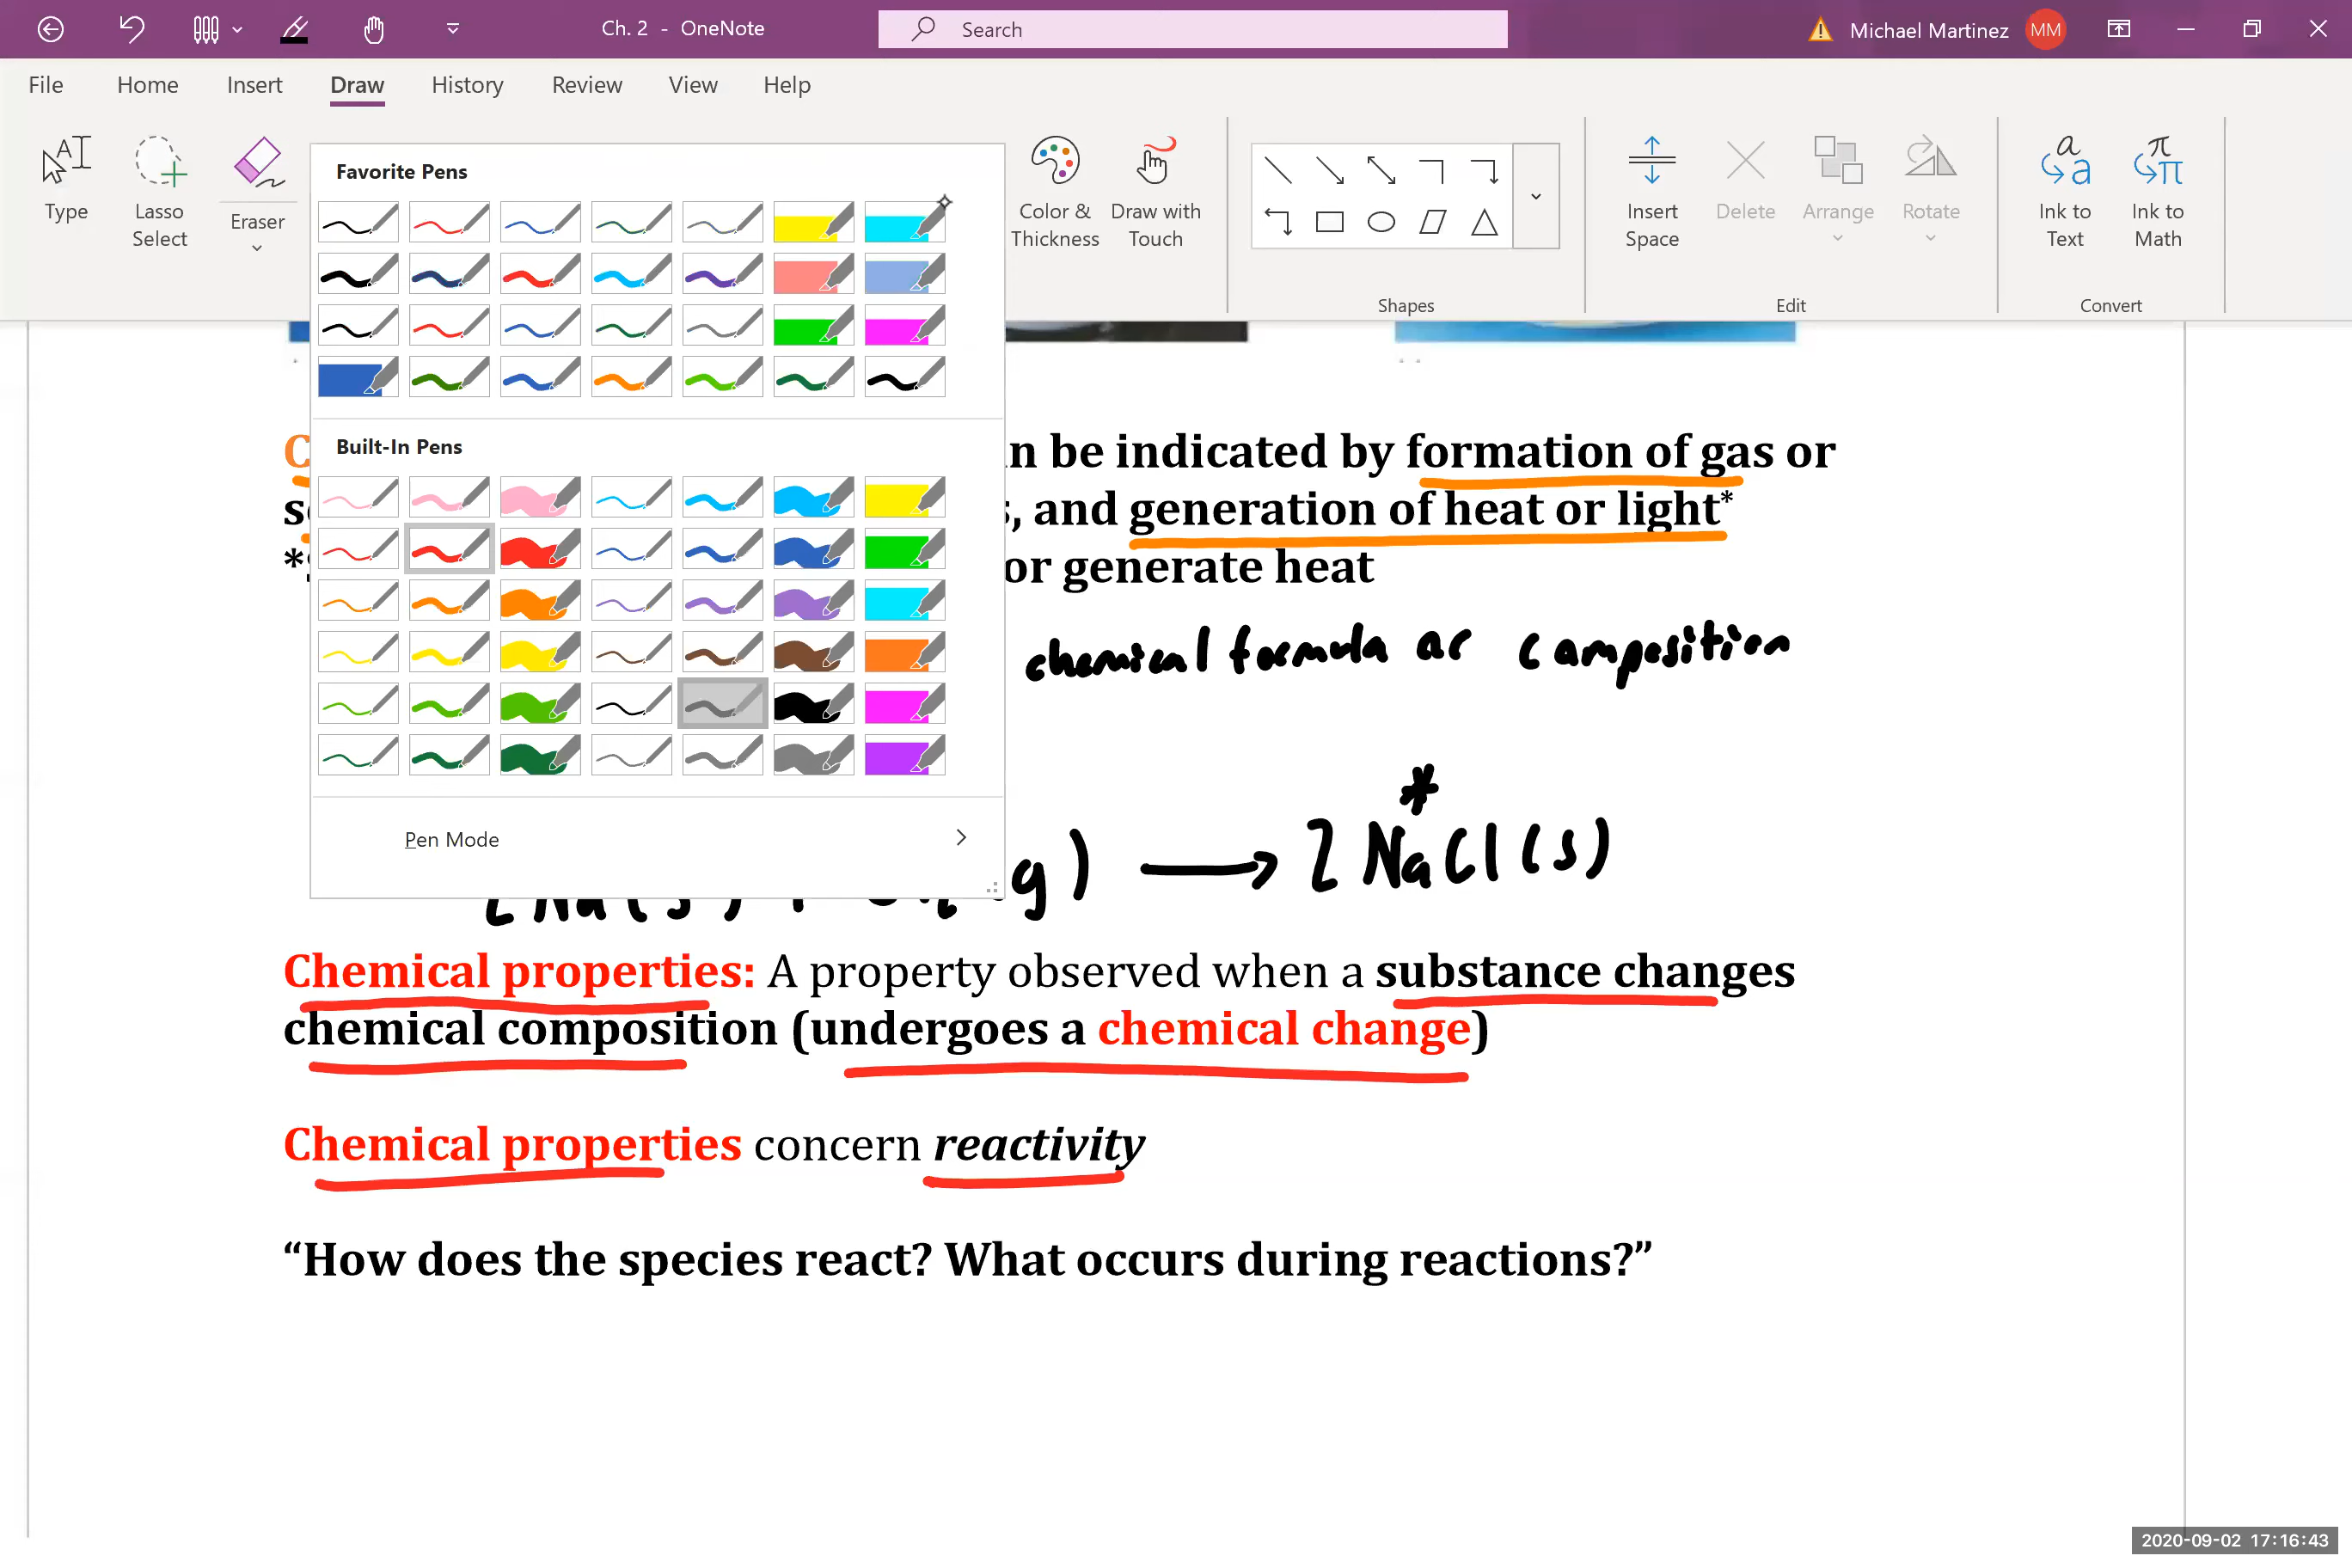 Ch. 2 - OneNote
Search
Michael Martinez
MM
File Home Insert Draw History Review View Help
Type
Lasso Select
Eraser
Favorite Pens
Built-In Pens
Pen Mode
Color & Thickness
Draw with Touch
Shapes
Insert Space
Delete
Arrange
Rotate
Edit
Ink to Text
Ink to Math
Convert
C n be indicated by formation of gas or
s , and generation of heat or light*
* or generate heat
chemical formula or composition
g) → 2 NaCl(s)
*
Chemical properties: A property observed when a substance changes
chemical composition (undergoes a chemical change)
Chemical properties concern reactivity
“How does the species react? What occurs during reactions?”
2020-09-02 17:16:43